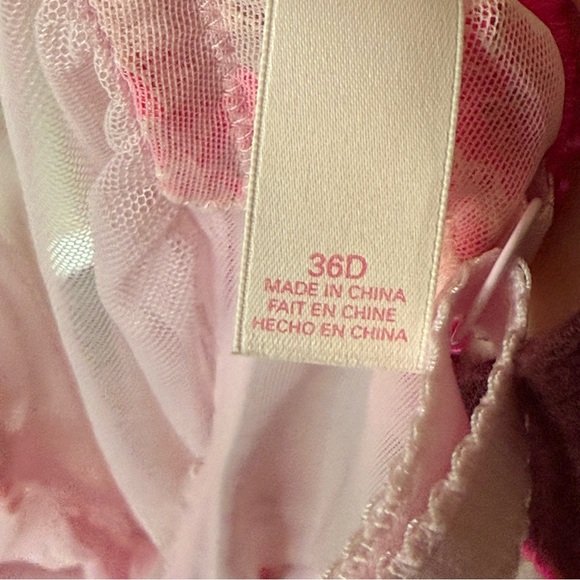 36D
MADE IN CHINA
FAIT EN CHINE
HECHO EN CHINA